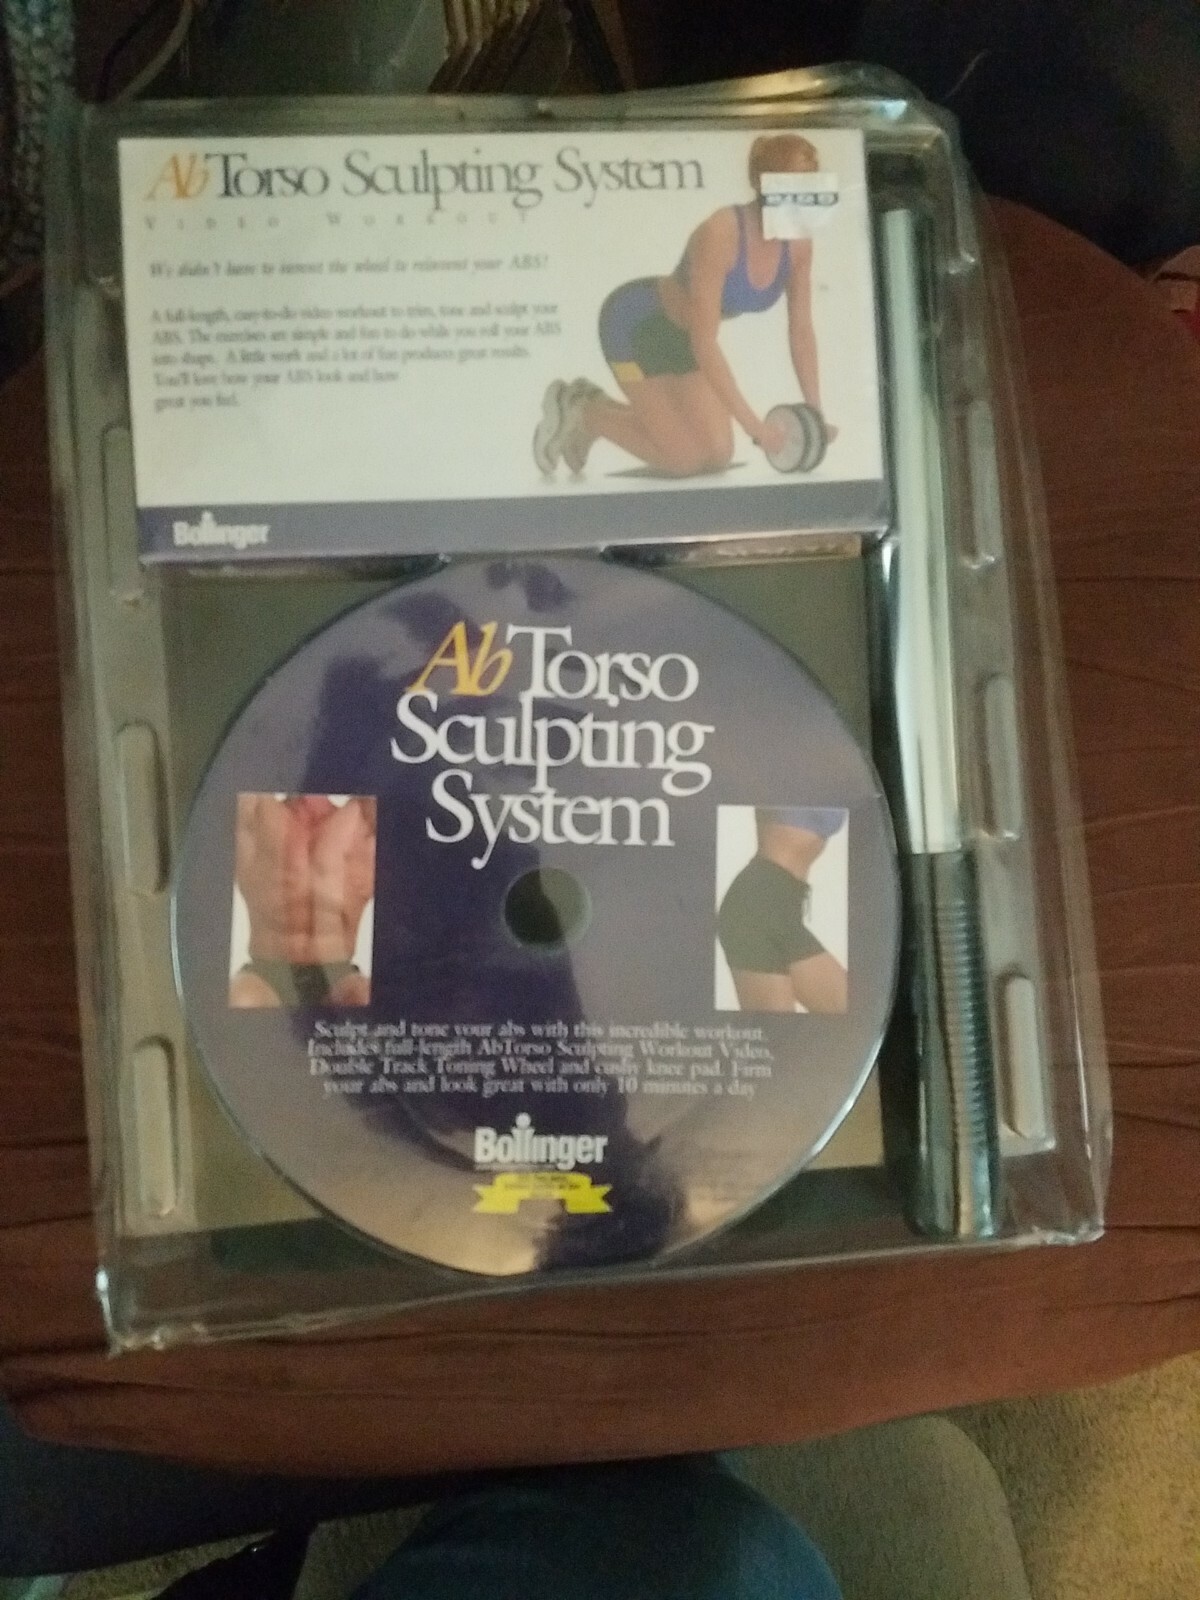 Ab Torso Sculpting System
VIDEO WORKOUT
We didn't have to invent the wheel to reinvent your ABS!
A full-length, easy-to-do video workout to trim, tone and sculpt your
ABS. The exercises are simple and fun to do while you roll your ABS
into shape. A little work and a lot of fun produces great results.
You'll love how your ABS look and how
great you feel.
Bollinger
Ab Torso
Sculpting
System
Sculpt and tone your abs with this incredible workout.
Includes full-length AbTorso Sculpting Workout Video,
Double Track Toning Wheel and cushy knee pad. Firm
your abs and look great with only 10 minutes a day
Bollinger